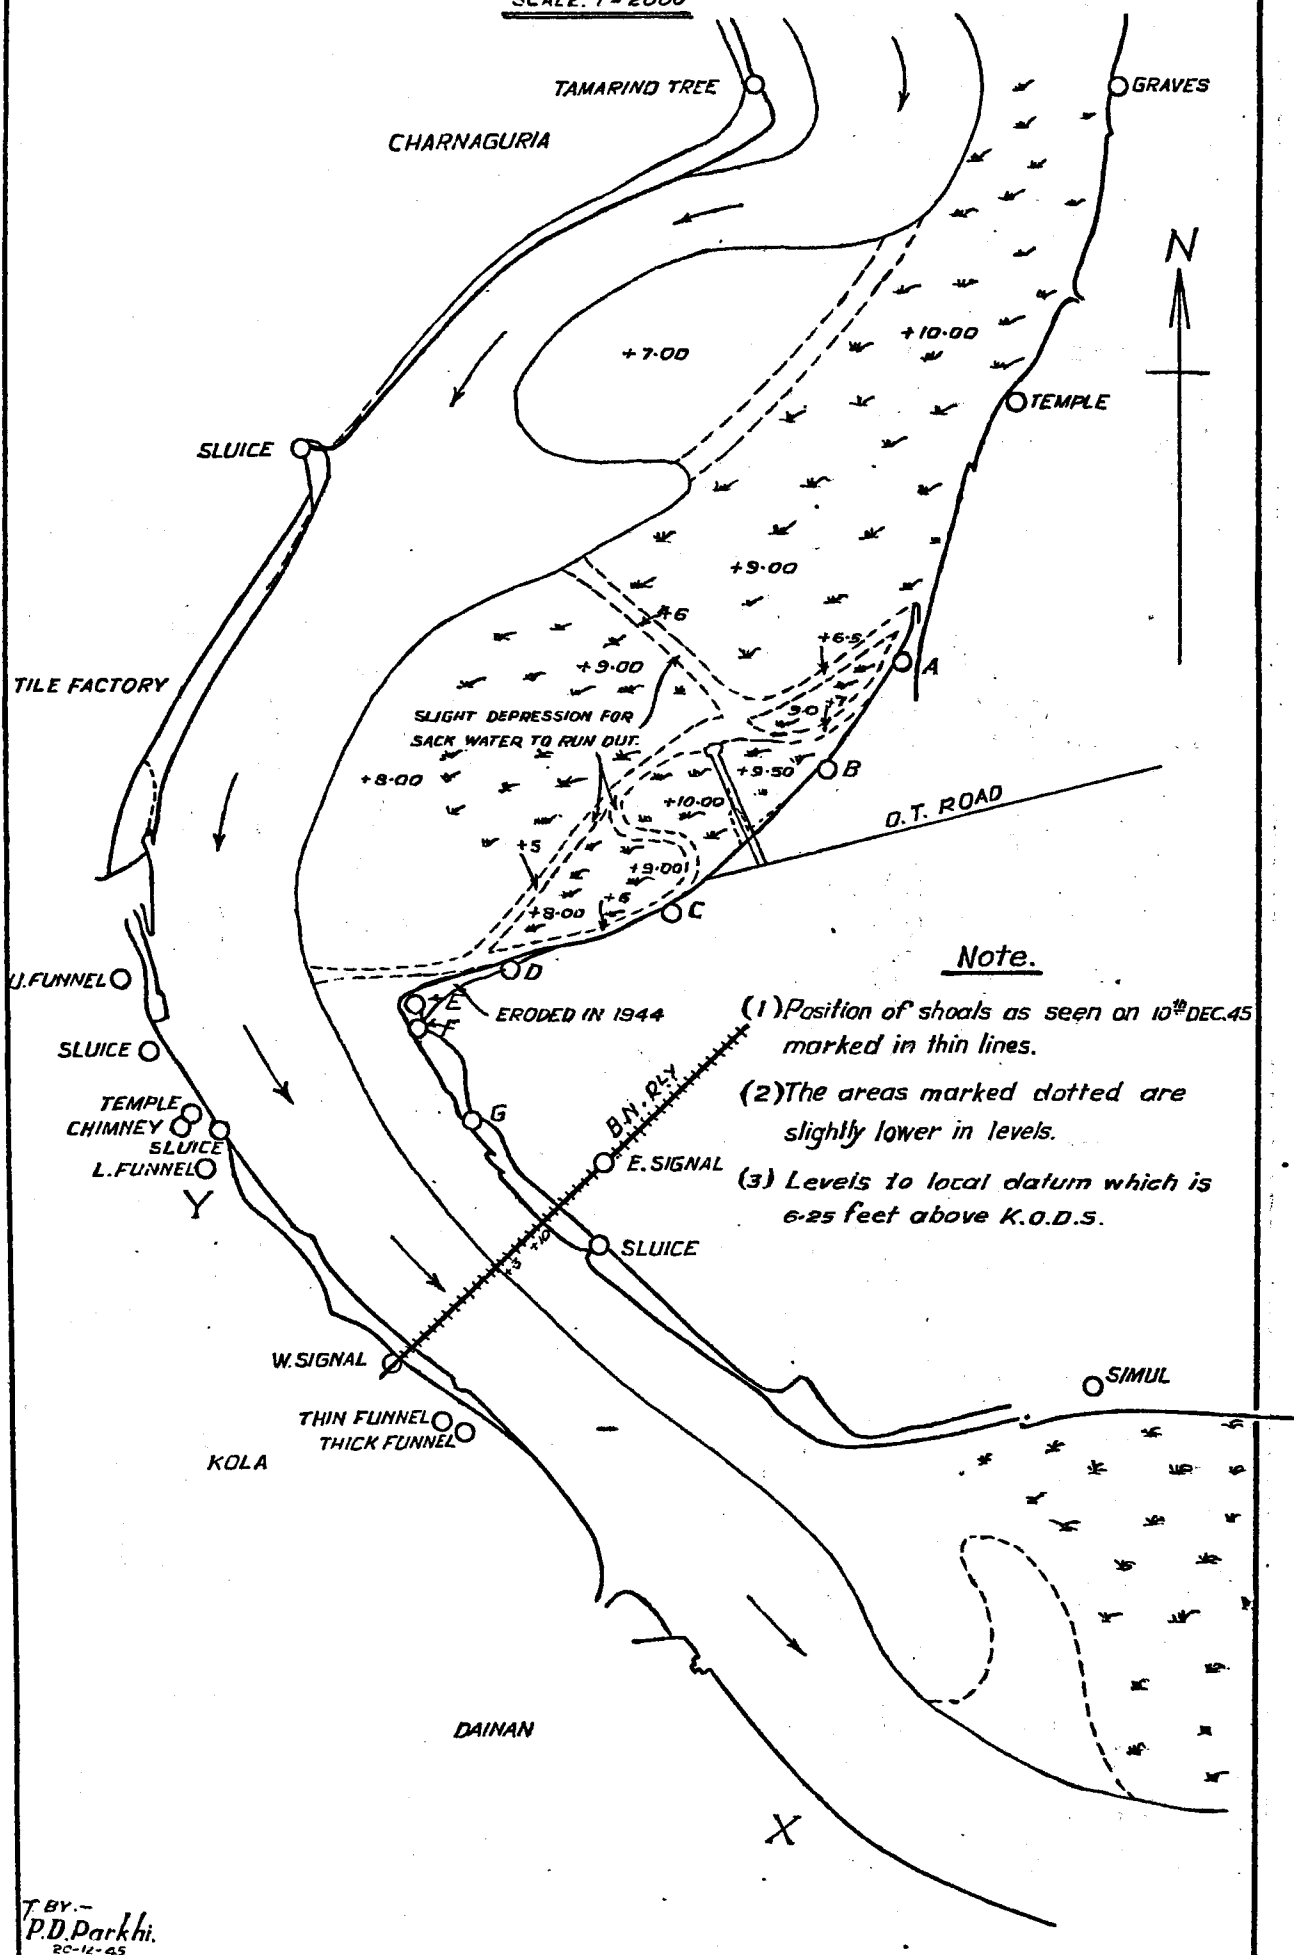 SCALE: 1"= 2000'
TAMARIND TREE
GRAVES
CHARNAGURIA
N
+10.00
+7.00
TEMPLE
SLUICE
+9.00
+6
+6.5
+9.00
A
TILE FACTORY
+7
9.0
SLIGHT DEPRESSION FOR
SACK WATER TO RUN OUT.
+8.00
+9.50
B
+10.00
O.T. ROAD
+5
+9.00
+6
+8.00
C
D
U.FUNNEL
E
ERODED IN 1944
F
SLUICE
TEMPLE
CHIMNEY
SLUICE
L.FUNNEL
Y
G
B.N. RLY
E. SIGNAL
+10
+3
SLUICE
Note.
(1) Position of shoals as seen on 10th DEC.45
marked in thin lines.
(2) The areas marked dotted are
slightly lower in levels.
(3) Levels to local datum which is
6.25 feet above K.O.D.S.
W.SIGNAL
SIMUL
THIN FUNNEL
THICK FUNNEL
KOLA
DAINAN
X
T. BY.-
P.D.Parkhi.
20-12-45